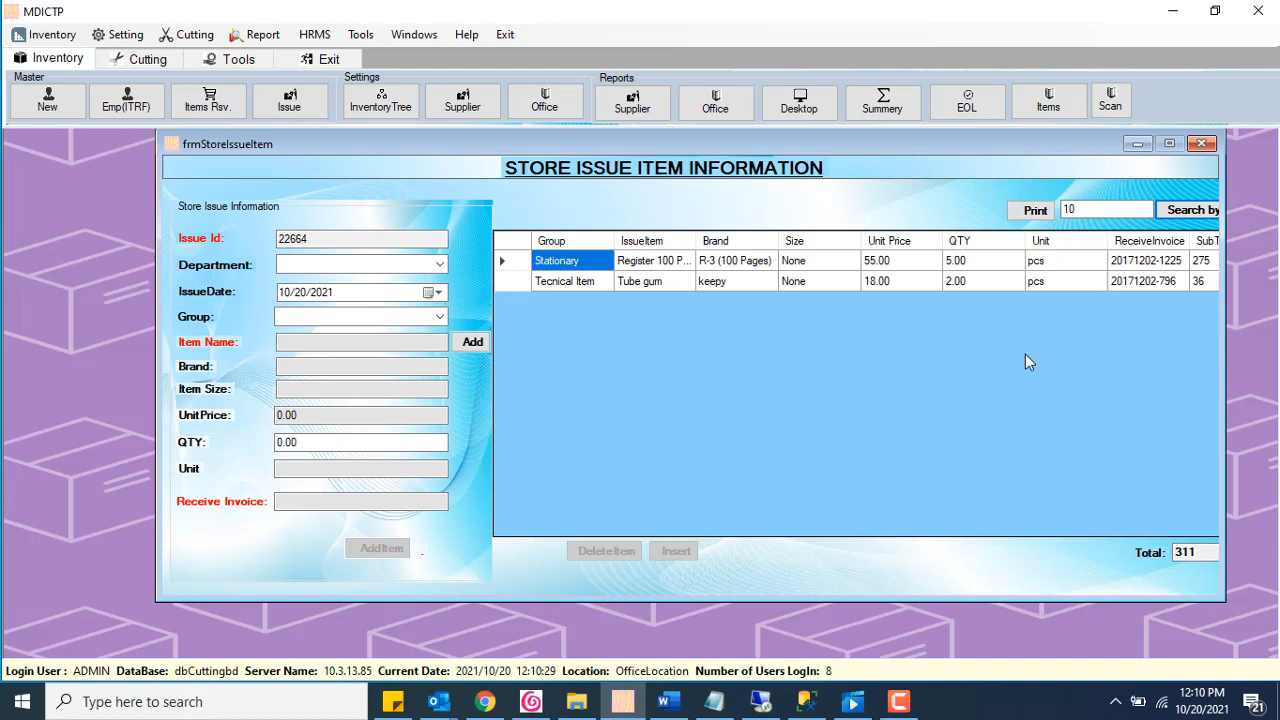 MDICTP
Inventory Setting Cutting Report HRMS Tools Windows Help Exit
Inventory Cutting Tools Exit
Master Settings Reports
New Emp(ITRF) Items Rsv. Issue InventoryTree Supplier Office Supplier Office Desktop Summery EOL Items Scan
frmStoreIssueItem
STORE ISSUE ITEM INFORMATION
Store Issue Information
Print 10 Search by
Issue Id: 22664
Department:
IssueDate: 10/20/2021
Group:
Item Name: Add
Brand:
Item Size:
UnitPrice: 0.00
QTY: 0.00
Unit
Receive Invoice:
AddItem .
Group IssueItem Brand Size Unit Price QTY Unit ReceiveInvoice SubT
Stationary Register 100 P... R-3 (100 Pages) None 55.00 5.00 pcs 20171202-1225 275
Tecnical Item Tube gum keepy None 18.00 2.00 pcs 20171202-796 36
DeleteItem Insert Total: 311
Login User : ADMIN DataBase: dbCuttingbd Server Name: 10.3.13.85 Current Date: 2021/10/20 12:10:29 Location: OfficeLocation Number of Users LogIn: 8
Type here to search
12:10 PM
10/20/2021
21